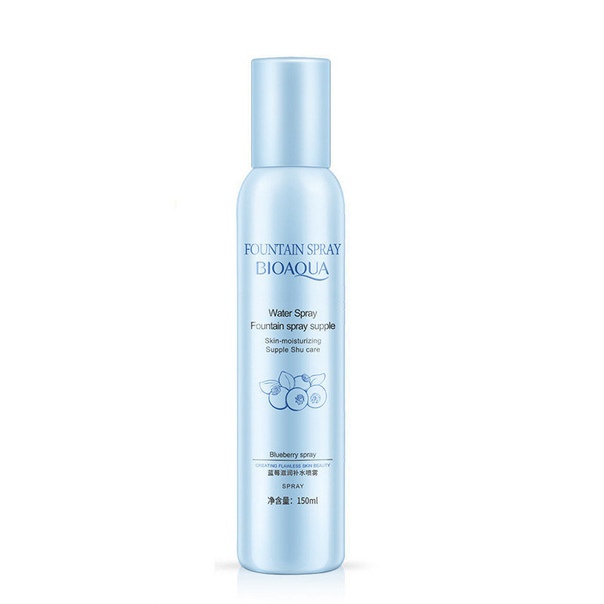 FOUNTAIN SPRAY
BIOAQUA
Water Spray
Fountain spray supple
Skin-moisturizing
Supple Shu care
Blueberry spray
CREATING FLAWLESS SKIN BEAUTY
蓝莓滋润补水喷雾
SPRAY
净含量：150ml